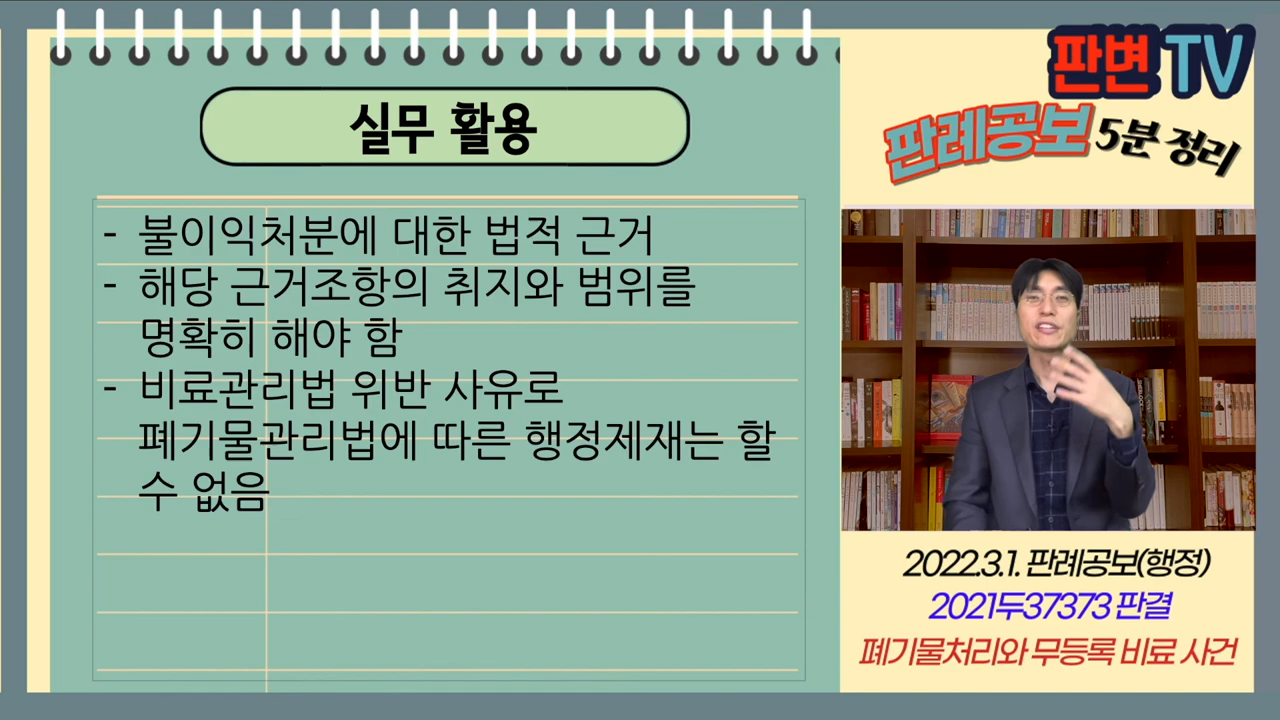 실무 활용
- 불이익처분에 대한 법적 근거
- 해당 근거조항의 취지와 범위를
명확히 해야 함
- 비료관리법 위반 사유로
폐기물관리법에 따른 행정제재는 할
수 없음
판변 TV
판례공보 5분 정리
2022.3.1. 판례공보(행정)
2021두37373 판결
폐기물처리와 무등록 비료 사건